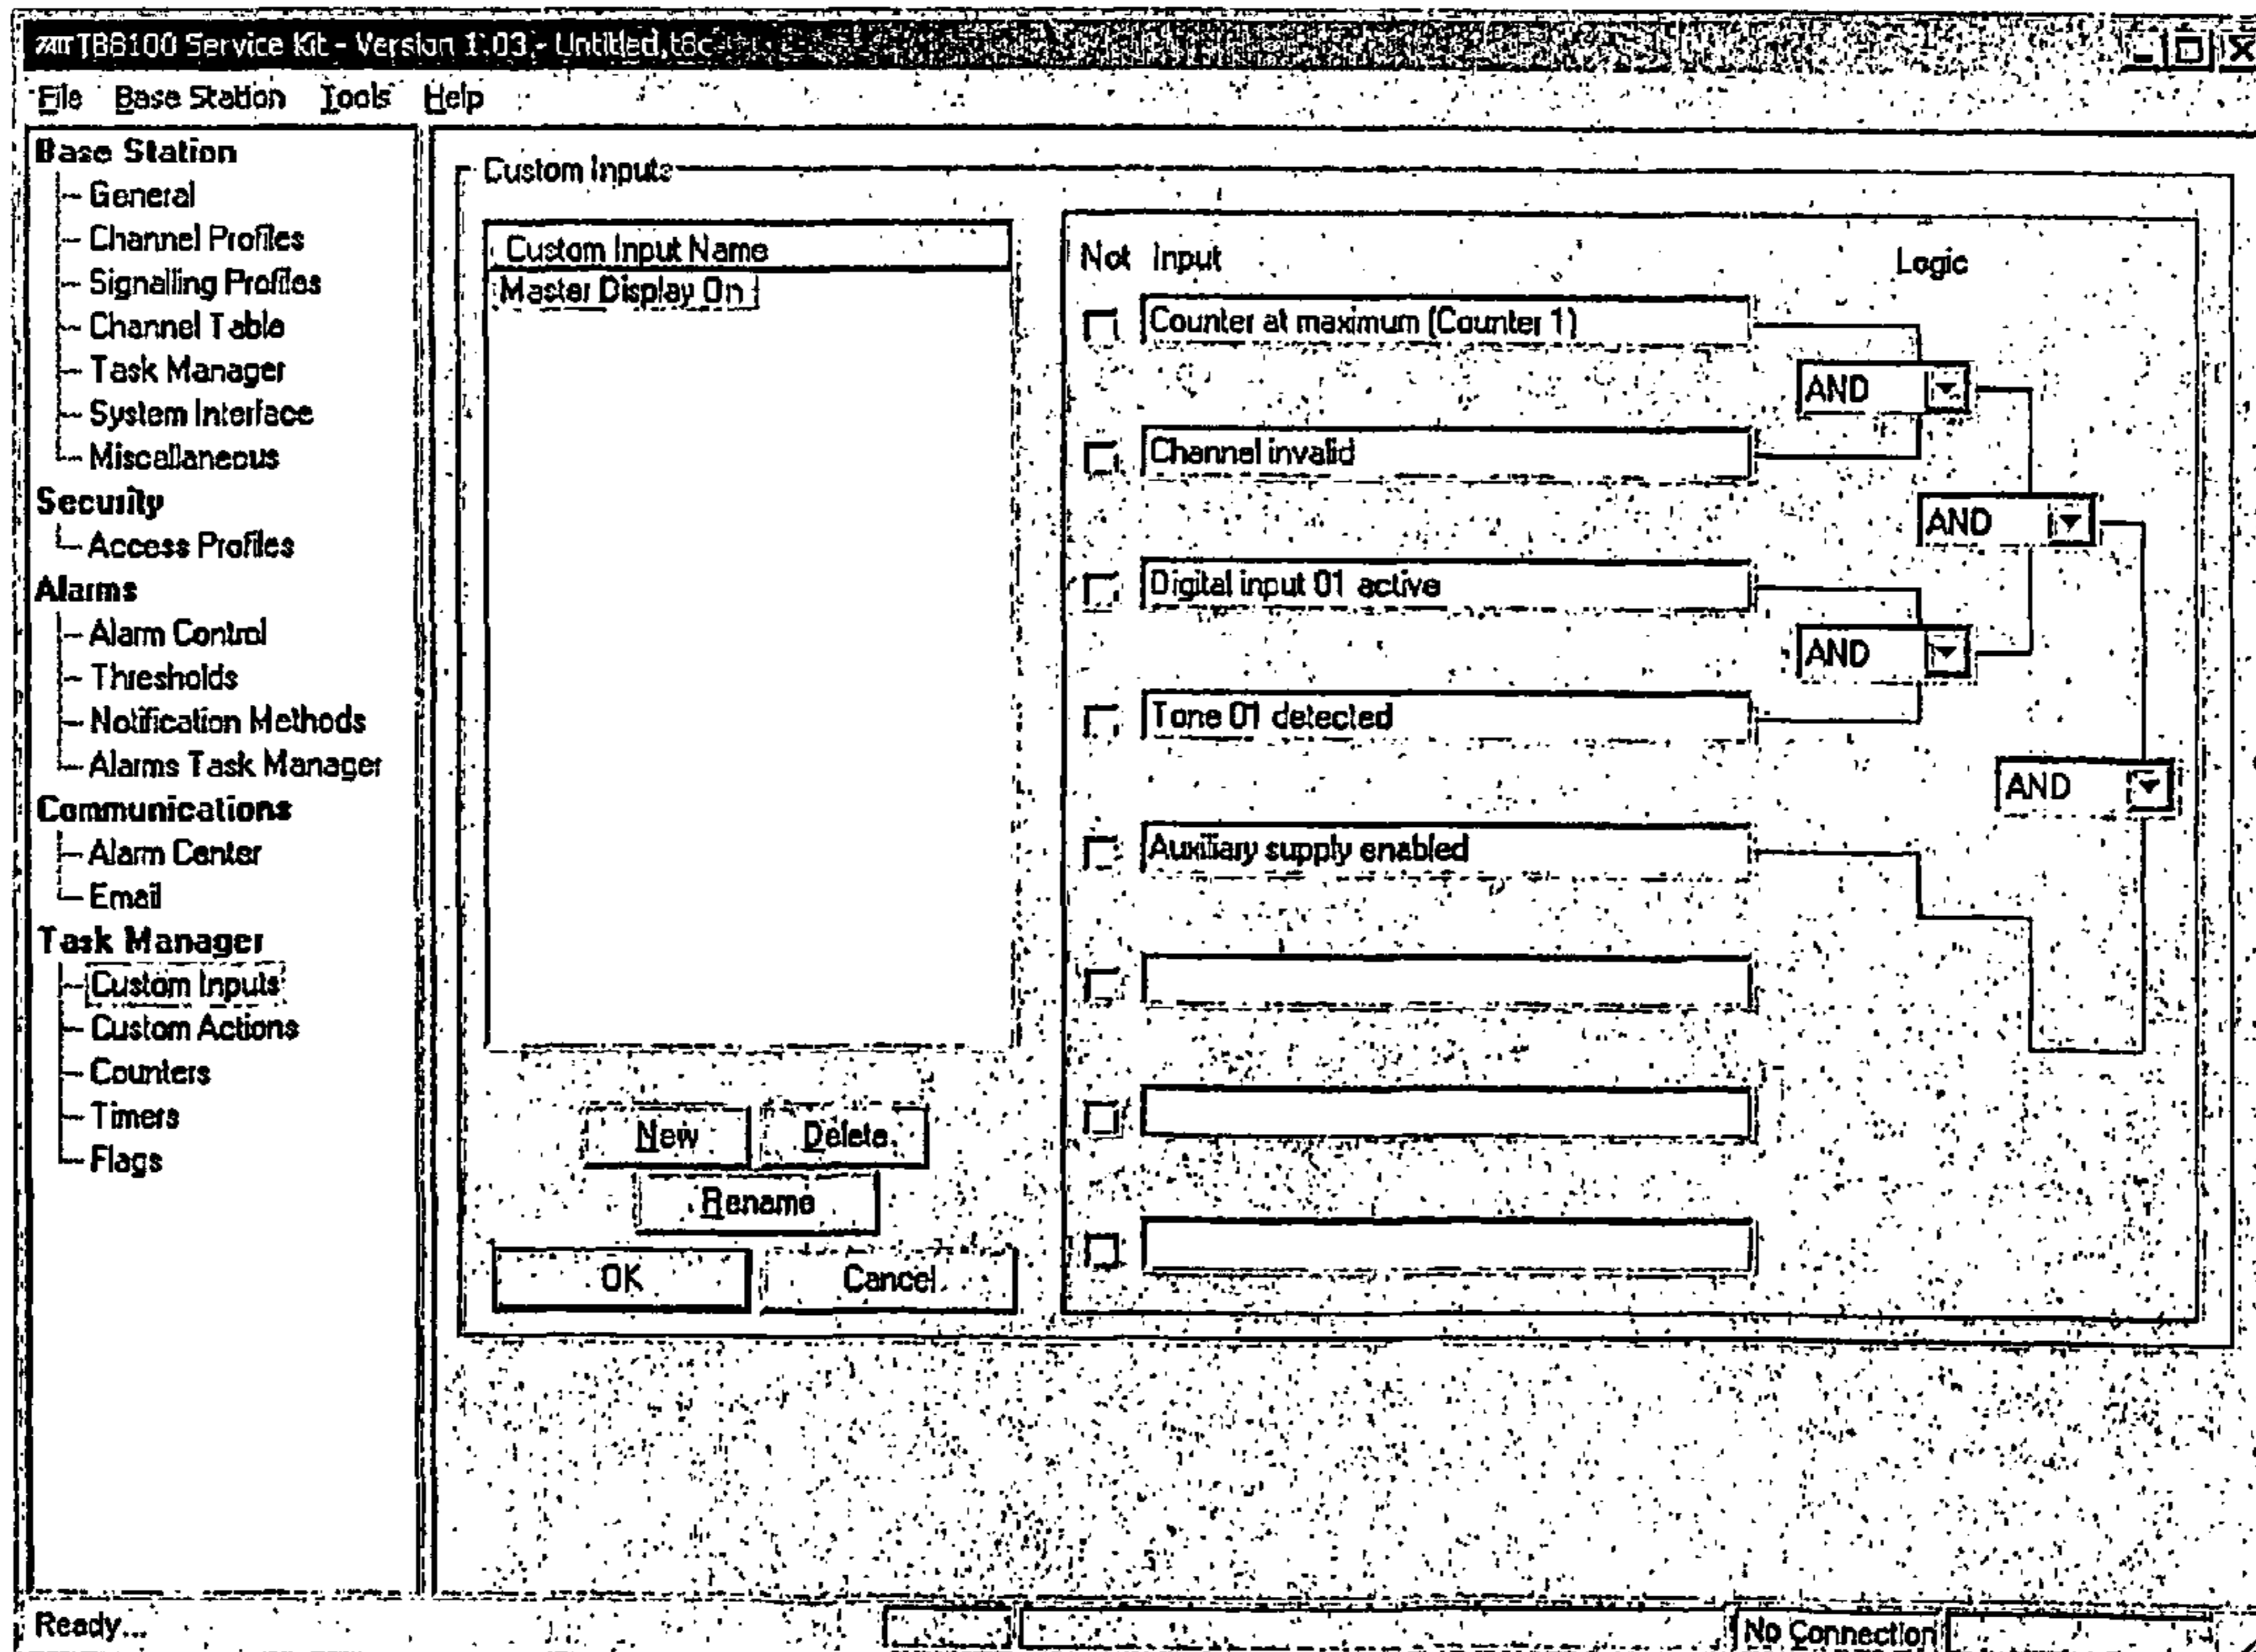 TAIT TB8100 Service Kit - Version 1.03 - Untitled.t8c
File Base Station Tools Help
Base Station
General
Channel Profiles
Signalling Profiles
Channel Table
Task Manager
System Interface
Miscellaneous
Security
Access Profiles
Alarms
Alarm Control
Thresholds
Notification Methods
Alarms Task Manager
Communications
Alarm Center
Email
Task Manager
Custom Inputs
Custom Actions
Counters
Timers
Flags
Custom Inputs
Custom Input Name
Master Display On
New Delete
Rename
OK Cancel
Not Input Logic
Counter at maximum (Counter 1)
AND
Channel invalid
AND
Digital input 01 active
AND
Tone 01 detected
AND
Auxiliary supply enabled
Ready... No Connection